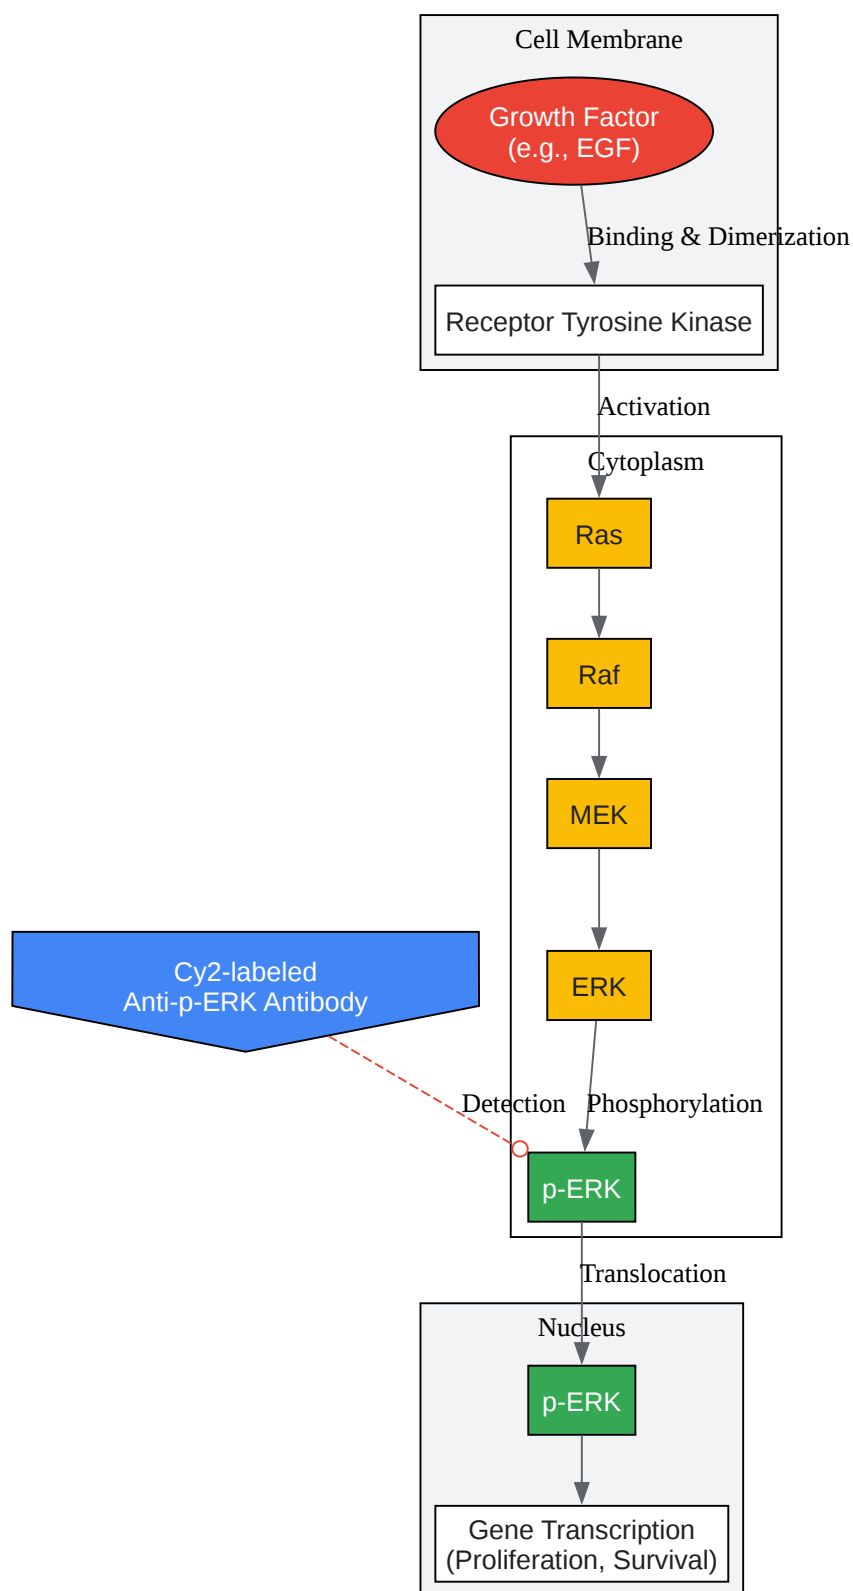 Cell Membrane
Growth Factor
(e.g., EGF)
Binding & Dimerization
Receptor Tyrosine Kinase
Activation
Cytoplasm
Ras
Raf
MEK
Cy2-labeled
Anti-p-ERK Antibody
ERK
Detection
Phosphorylation
p-ERK
Translocation
Nucleus
p-ERK
Gene Transcription
(Proliferation, Survival)